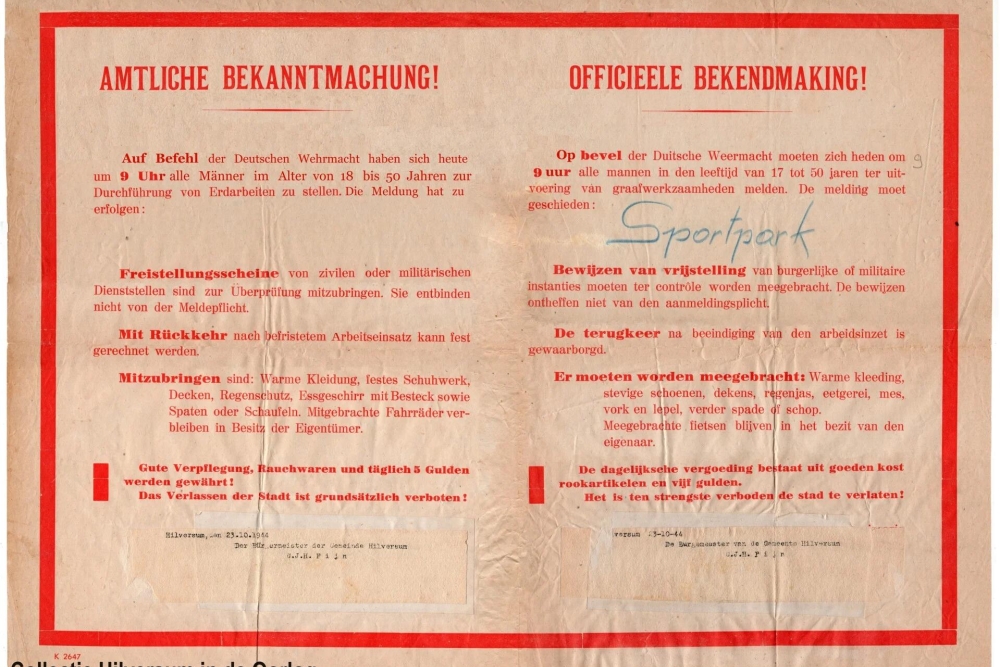 AMTLICHE BEKANNTMACHUNG!
Auf Befehl der Deutschen Wehrmacht haben sich heute
um 9 Uhr alle Männer im Alter von 18 bis 50 Jahren zur
Durchführung von Erdarbeiten zu stellen. Die Meldung hat zu
erfolgen:
Freistellungsscheine von zivilen oder militärischen
Dienststellen sind zur Überprüfung mitzubringen. Sie entbinden
nicht von der Meldepflicht.
Mit Rückkehr nach befristetem Arbeitseinsatz kann fest
gerechnet werden.
Mitzubringen sind: Warme Kleidung, festes Schuhwerk,
Decken, Regenschutz, Essgeschirr mit Besteck sowie
Spaten oder Schaufeln. Mitgebrachte Fahrräder ver-
bleiben in Besitz der Eigentümer.
Gute Verpflegung, Rauchwaren und täglich 5 Gulden
werden gewährt!
Das Verlassen der Stadt ist grundsätzlich verboten!
Hilversum, den 23.10.1944
Der Bürgermeister der Gemeinde Hilversum
G.J.H. P i j n
OFFICIEELE BEKENDMAKING!
Op bevel der Duitsche Weermacht moeten zich heden om 9
9 uur alle mannen in den leeftijd van 17 tot 50 jaren ter uit-
voering van graafwerkzaamheden melden. De melding moet
geschieden:
Sportpark
Bewijzen van vrijstelling van burgerlijke of militaire
instanties moeten ter contrôle worden meegebracht. De bewijzen
ontheffen niet van den aanmeldingsplicht.
De terugkeer na beeindiging van den arbeidsinzet is
gewaarborgd.
Er moeten worden meegebracht: Warme kleeding,
stevige schoenen, dekens, regenjas, eetgerei, mes,
vork en lepel, verder spade of schop.
Meegebrachte fietsen blijven in het bezit van den
eigenaar.
De dagelijksche vergoeding bestaat uit goeden kost
rookartikelen en vijf gulden.
Het is ten strengste verboden de stad te verlaten!
versum 23-10-44
De Burgemeester van de Gemeente Hilversum
G.J.H. P i j n
K 2647
Collectie Hilversum in de Oorlog